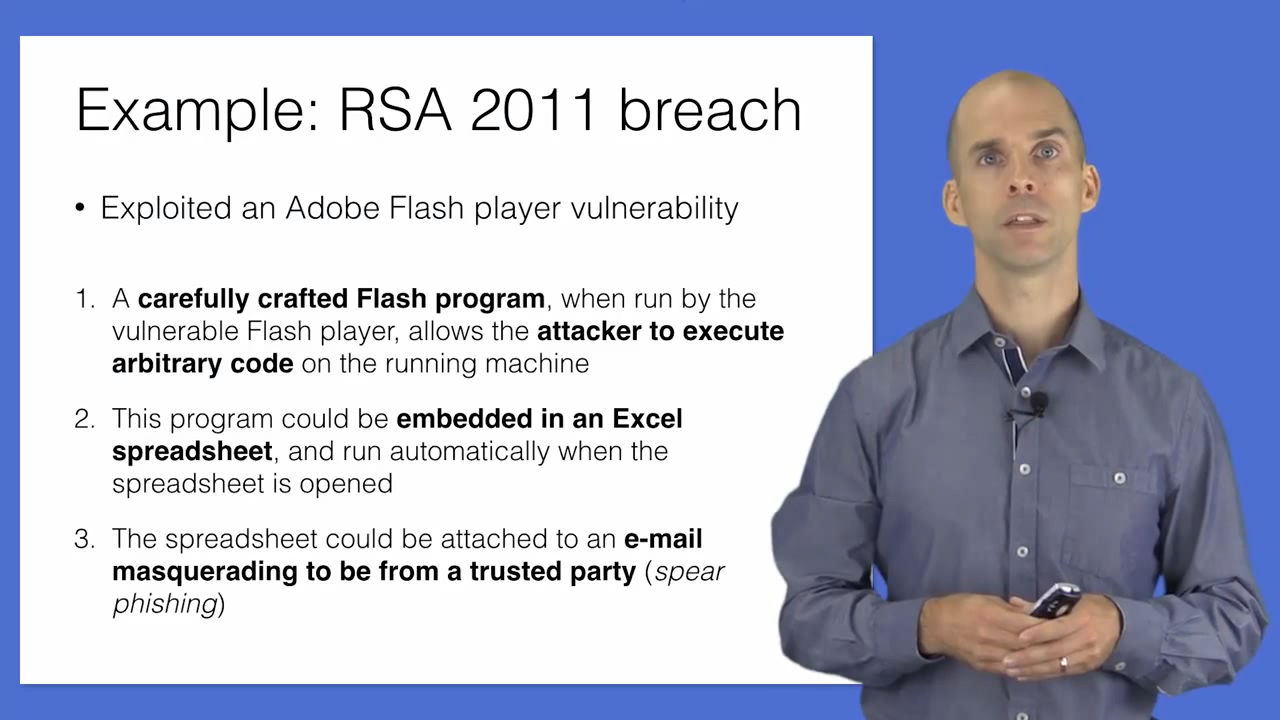 Example: RSA 2011 breach
• Exploited an Adobe Flash player vulnerability
1. A carefully crafted Flash program, when run by the
vulnerable Flash player, allows the attacker to execute
arbitrary code on the running machine
2. This program could be embedded in an Excel
spreadsheet, and run automatically when the
spreadsheet is opened
3. The spreadsheet could be attached to an e-mail
masquerading to be from a trusted party (spear
phishing)